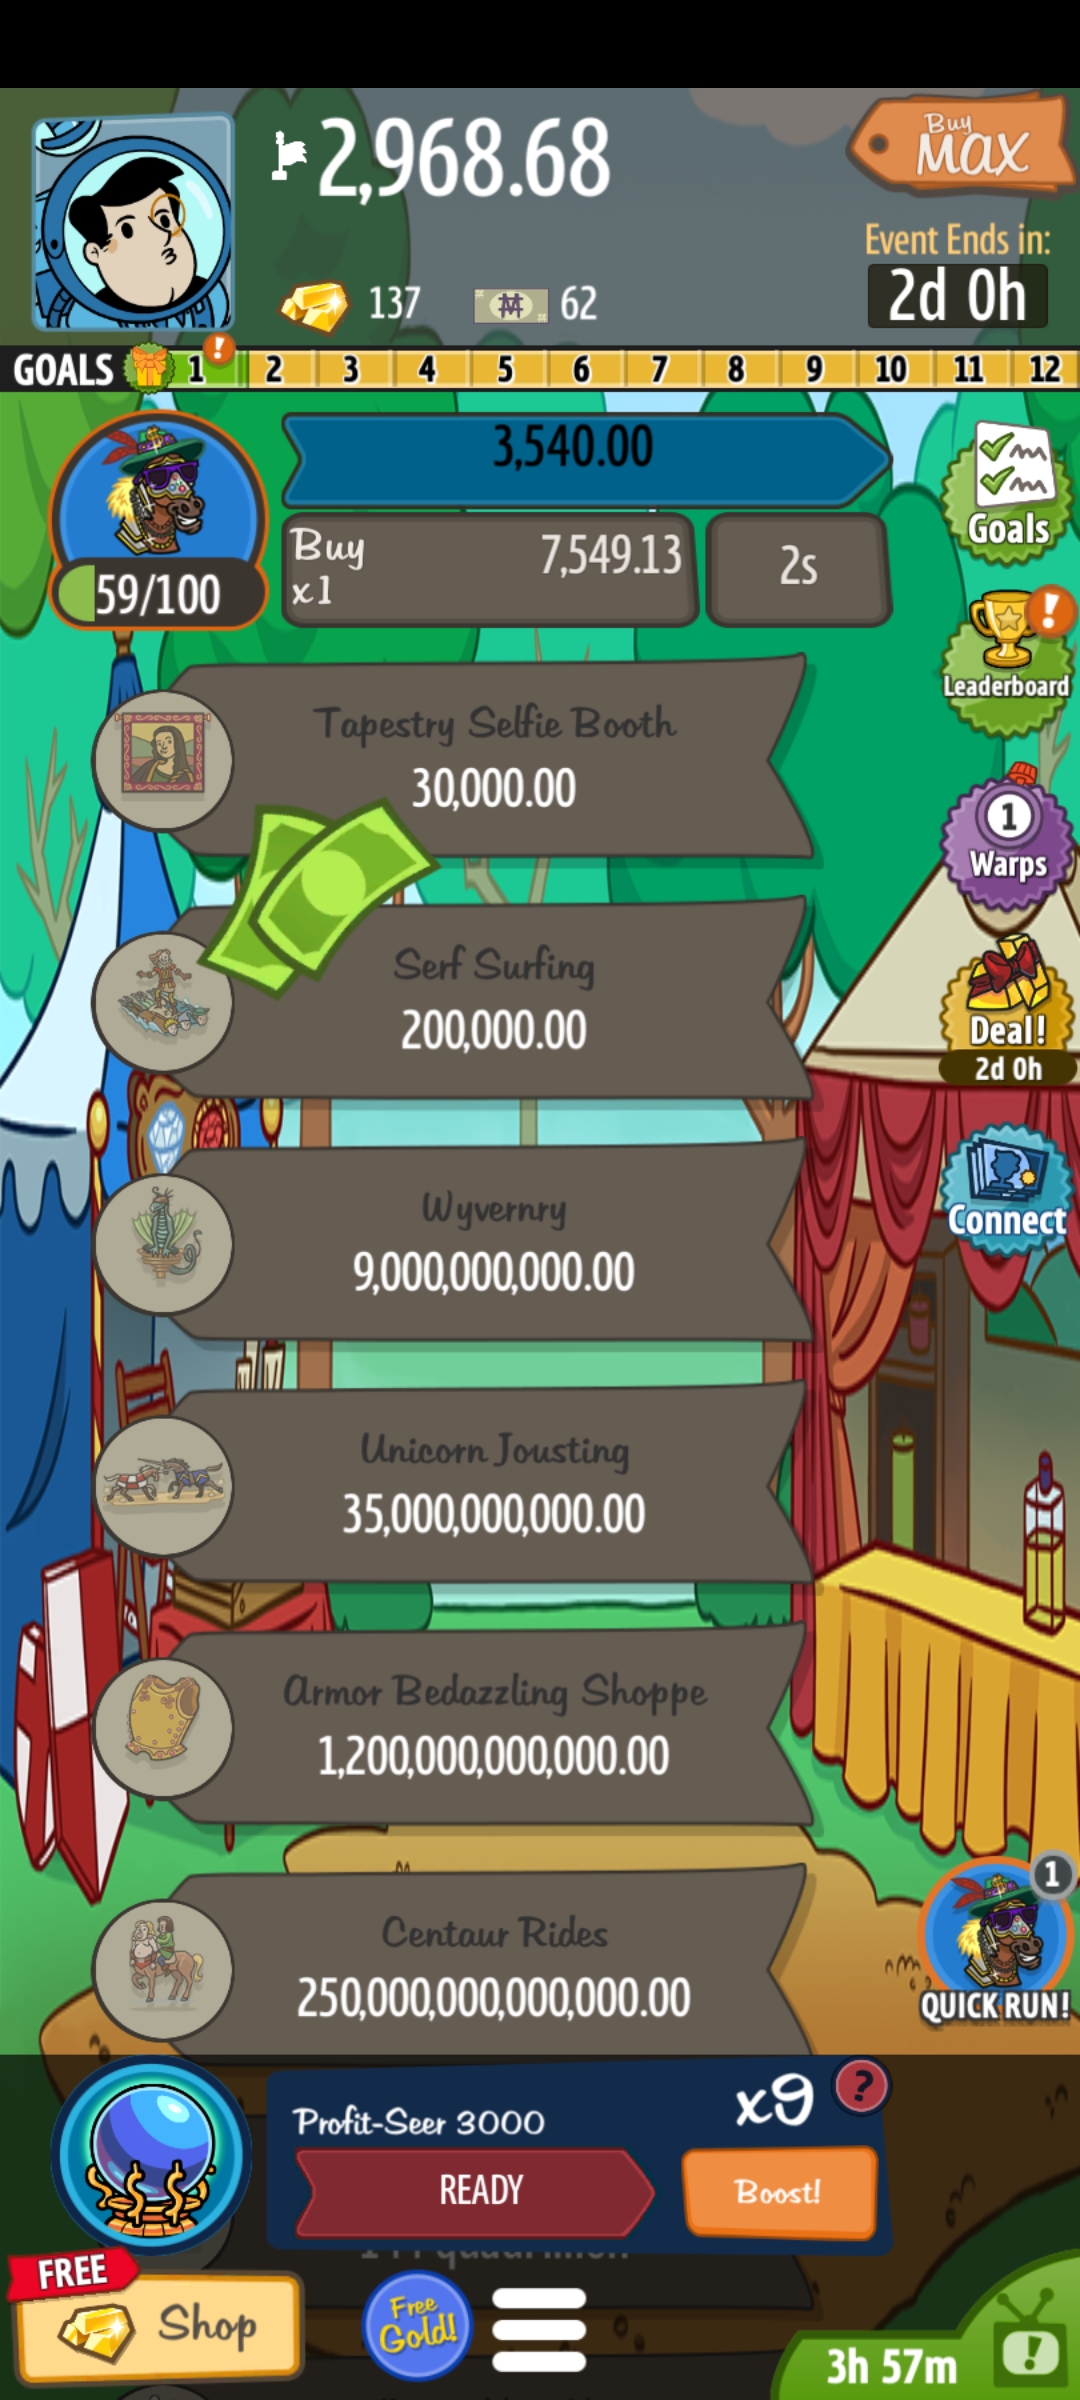 2,968.68
Buy
MAX
Event Ends in:
2d 0h
137
62
GOALS 1 2 3 4 5 6 7 8 9 10 11 12
!
3,540.00
Buy
x1
7,549.13
2s
59/100
Goals
!
Leaderboard
Tapestry Selfie Booth
30,000.00
1
Warps
Serf Surfing
200,000.00
Deal!
2d 0h
Wyvernry
9,000,000,000.00
Connect
Unicorn Jousting
35,000,000,000.00
Armor Bedazzling Shoppe
1,200,000,000,000.00
Centaur Rides
250,000,000,000,000.00
1
QUICK RUN!
Profit-Seer 3000
x9
?
READY
Boost!
FREE
Shop
Free
Gold!
3h 57m
!